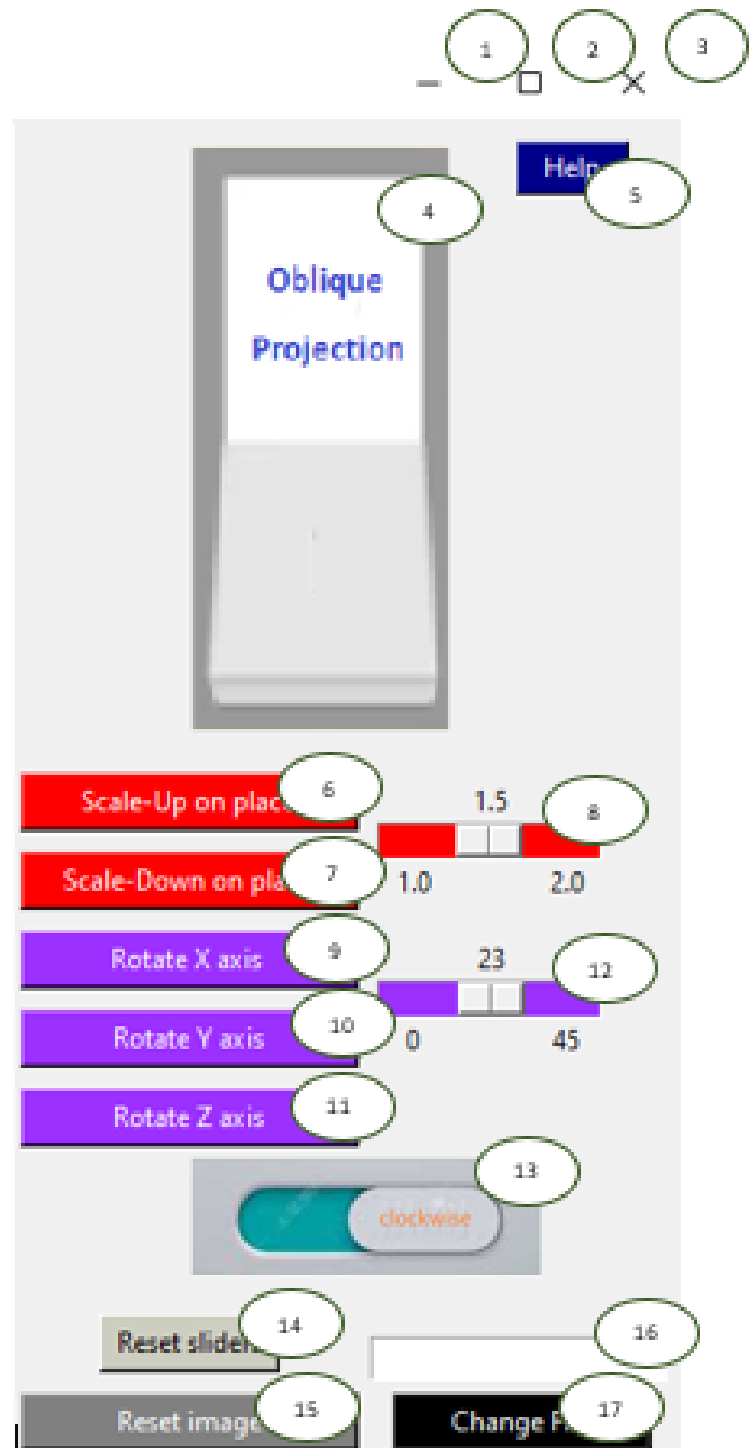 1 2 3
Help 5
4
Oblique
Projection
Scale-Up on plac 6
1.5 8
Scale-Down on pla 7
1.0 2.0
Rotate X axis 9
23 12
Rotate Y axis 10
0 45
Rotate Z axis 11
13
clockwise
Reset slider 14
16
Reset image 15
Change 17